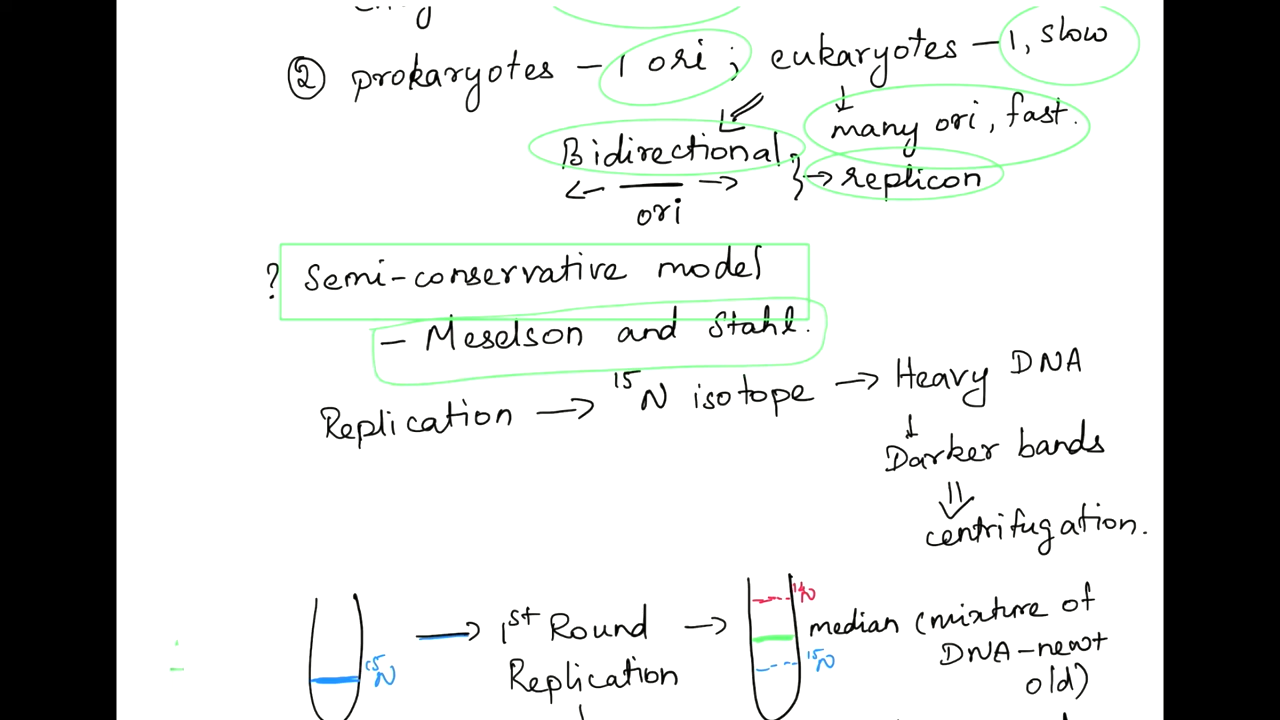 ② prokaryotes - 1 ori ; eukaryotes - 1, slow
↓
many ori, fast.
Bidirectional } → replicon
← →
ori
? Semi-conservative model
- Meselson and Stahl.
Replication → ¹⁵N isotope → Heavy DNA
↓
Darker bands
⇓
centrifugation.
¹⁵N → 1st Round Replication → ¹⁴N ¹⁵N median (mixture of
DNA - new +
old)